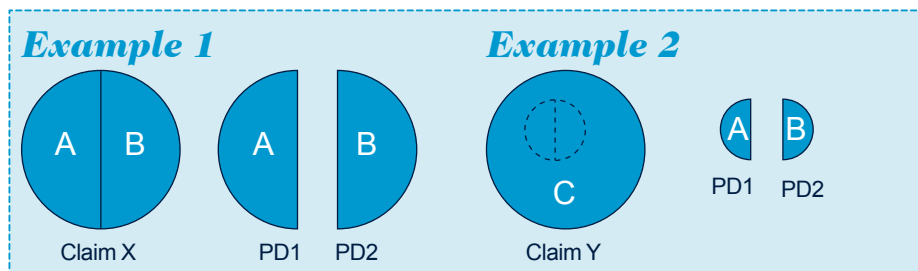 Example 1
A B
Claim X
A B
PD1 PD2
Example 2
C
Claim Y
A B
PD1 PD2